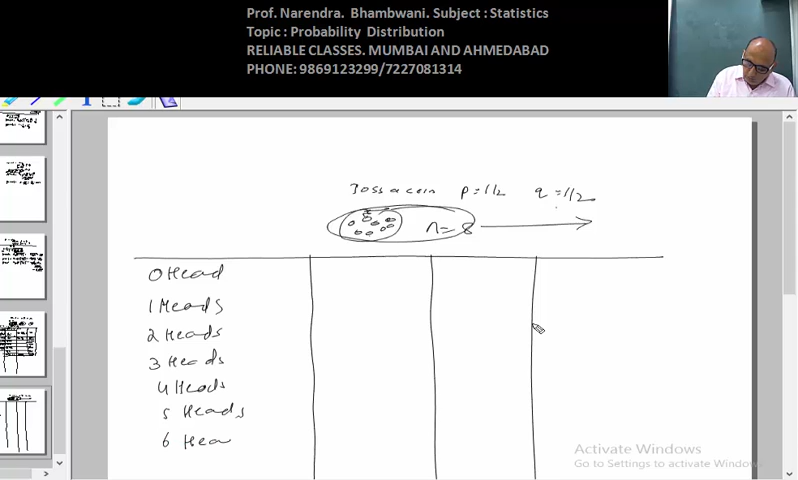 Prof. Narendra. Bhambwani. Subject : Statistics
Topic : Probability Distribution
RELIABLE CLASSES. MUMBAI AND AHMEDABAD
PHONE: 9869123299/7227081314
Toss a coin p=1/2 q=1/2
n=8
0 Head
1 Heads
2 Heads
3 Heads
4 Heads
5 Heads
6 Hea
Activate Windows
Go to Settings to activate Windows